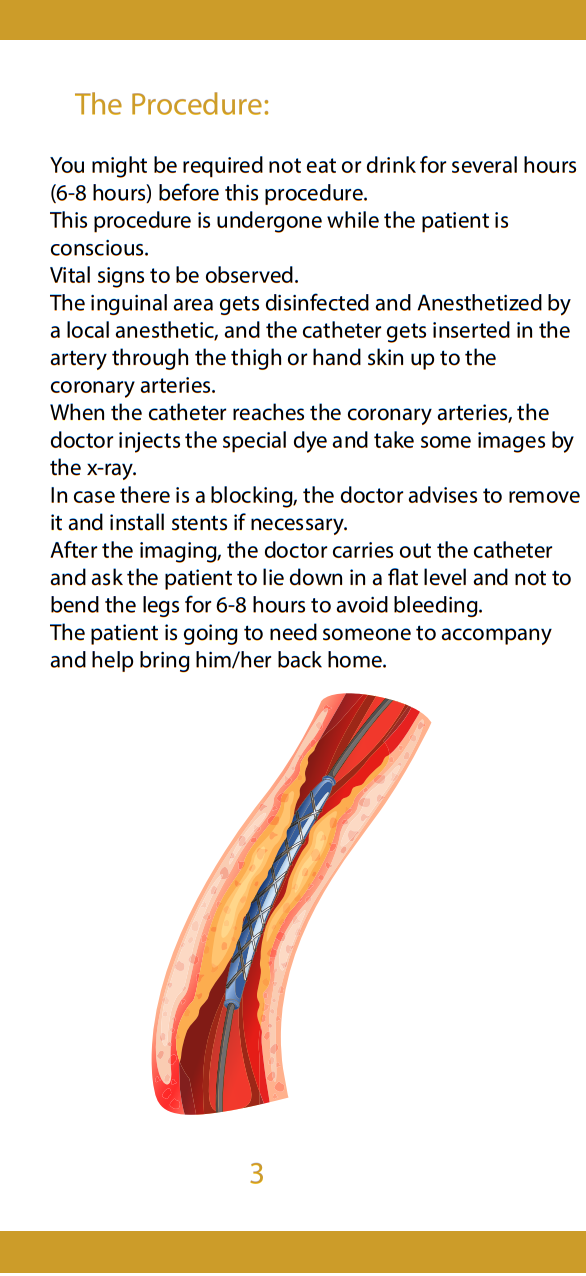 The Procedure:
You might be required not eat or drink for several hours
(6-8 hours) before this procedure.
This procedure is undergone while the patient is
conscious.
Vital signs to be observed.
The inguinal area gets disinfected and Anesthetized by
a local anesthetic, and the catheter gets inserted in the
artery through the thigh or hand skin up to the
coronary arteries.
When the catheter reaches the coronary arteries, the
doctor injects the special dye and take some images by
the x-ray.
In case there is a blocking, the doctor advises to remove
it and install stents if necessary.
After the imaging, the doctor carries out the catheter
and ask the patient to lie down in a flat level and not to
bend the legs for 6-8 hours to avoid bleeding.
The patient is going to need someone to accompany
and help bring him/her back home.
3